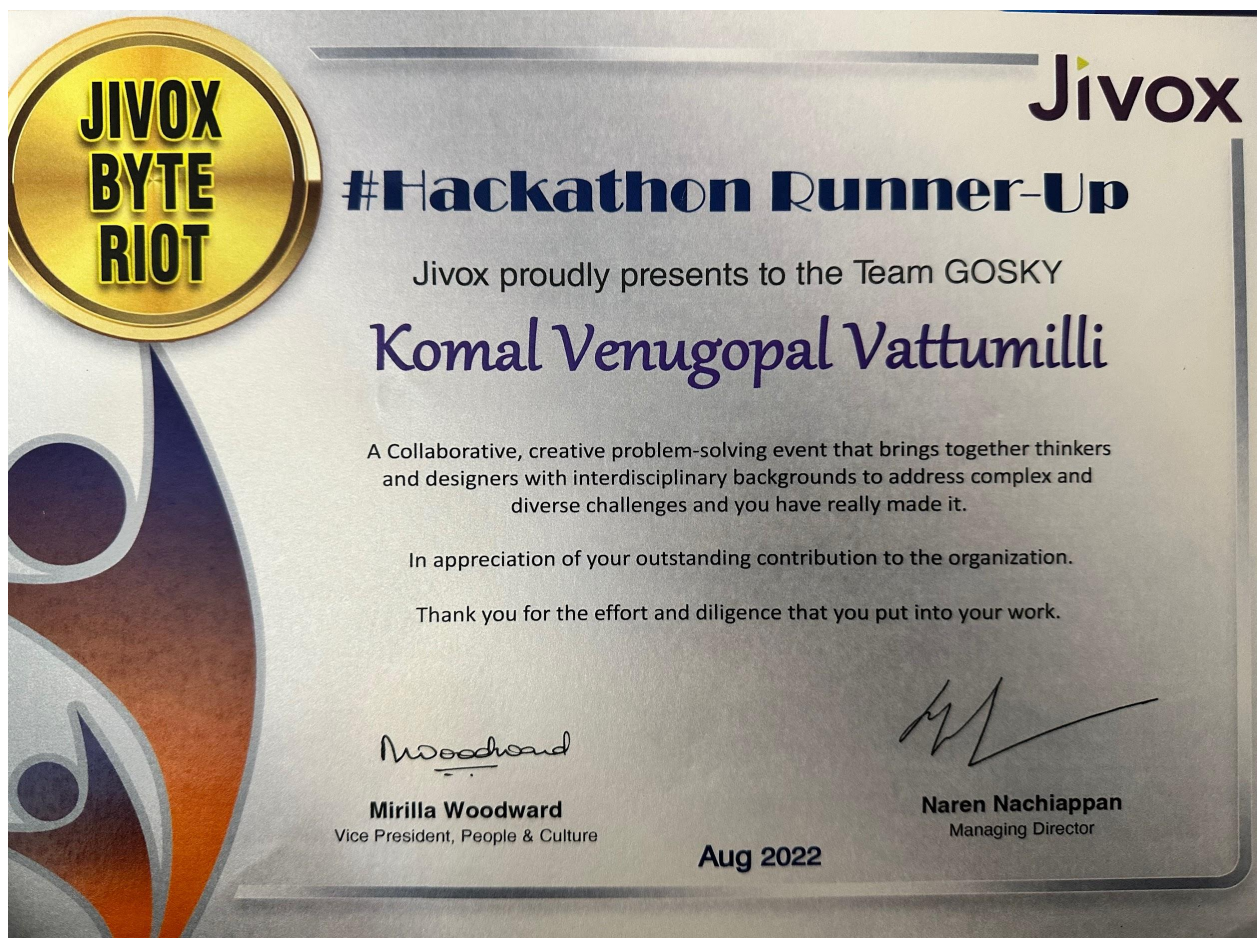 JIVOX
BYTE
RIOT
Jivox
#Hackathon Runner-Up
Jivox proudly presents to the Team GOSKY
Komal Venugopal Vattumilli
A Collaborative, creative problem-solving event that brings together thinkers
and designers with interdisciplinary backgrounds to address complex and
diverse challenges and you have really made it.
In appreciation of your outstanding contribution to the organization.
Thank you for the effort and diligence that you put into your work.
MWoodward
Mirilla Woodward
Vice President, People & Culture
Naren Nachiappan
Managing Director
Aug 2022